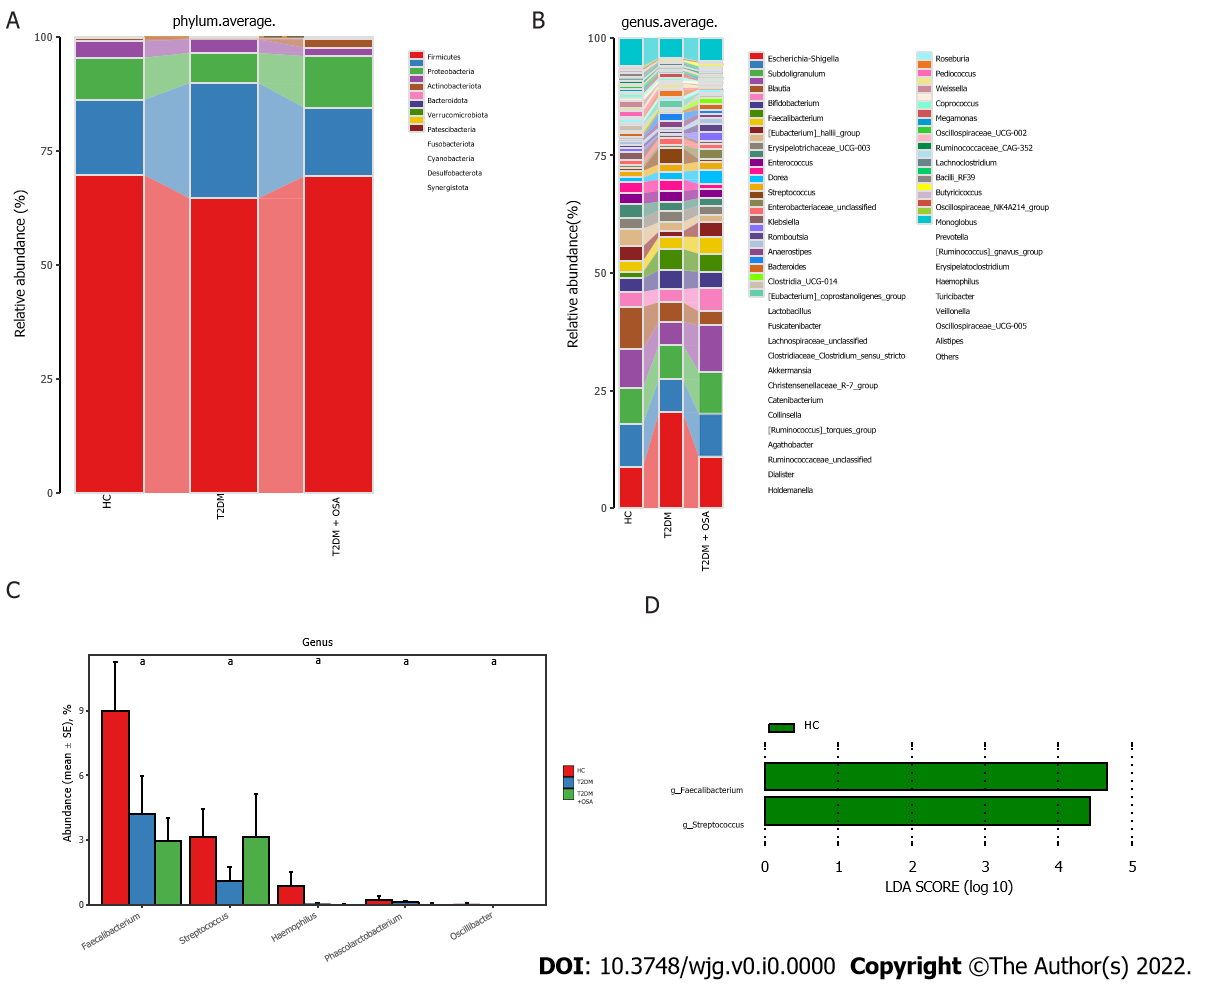 A
phylum.average.
100
75
50
25
0
Relative abundance (%)
HC
T2DM
T2DM + OSA
Firmicutes
Proteobacteria
Actinobacteriota
Bacteroidota
Verrucomicrobiota
Patescibacteria
Fusobacteriota
Cyanobacteria
Desulfobacterota
Synergistota
B
genus.average.
100
75
50
25
0
Relative abundance(%)
HC
T2DM
T2DM + OSA
Escherichia-Shigella
Subdoligranulum
Blautia
Bifidobacterium
Faecalibacterium
[Eubacterium]_hallii_group
Erysipelotrichaceae_UCG-003
Enterococcus
Dorea
Streptococcus
Enterobacteriaceae_unclassified
Klebsiella
Romboutsia
Anaerostipes
Bacteroides
Clostridia_UCG-014
[Eubacterium]_coprostanoligenes_group
Lactobacillus
Fusicatenibacter
Lachnospiraceae_unclassified
Clostridiaceae_Clostridium_sensu_stricto
Akkermansia
Christensenellaceae_R-7_group
Catenibacterium
Collinsella
[Ruminococcus]_torques_group
Agathobacter
Ruminococcaceae_unclassified
Dialister
Holdemanella
Roseburia
Pediococcus
Weissella
Coprococcus
Megamonas
Oscillospiraceae_UCG-002
Ruminococcaceae_CAG-352
Lachnoclostridium
Bacilli_RF39
Butyricicoccus
Oscillospiraceae_NK4A214_group
Monoglobus
Prevotella
[Ruminococcus]_gnavus_group
Erysipelatoclostridium
Haemophilus
Turicibacter
Veillonella
Oscillospiraceae_UCG-005
Alistipes
Others
C
Genus
a a a a a
9
6
3
0
Abundance (mean ± SE), %
Faecalibacterium
Streptococcus
Haemophilus
Phascolarctobacterium
Oscillibacter
HC
T2DM
T2DM
+OSA
D
HC
g_Faecalibacterium
g_Streptococcus
0 1 2 3 4 5
LDA SCORE (log 10)
DOI: 10.3748/wjg.v0.i0.0000 Copyright ©The Author(s) 2022.